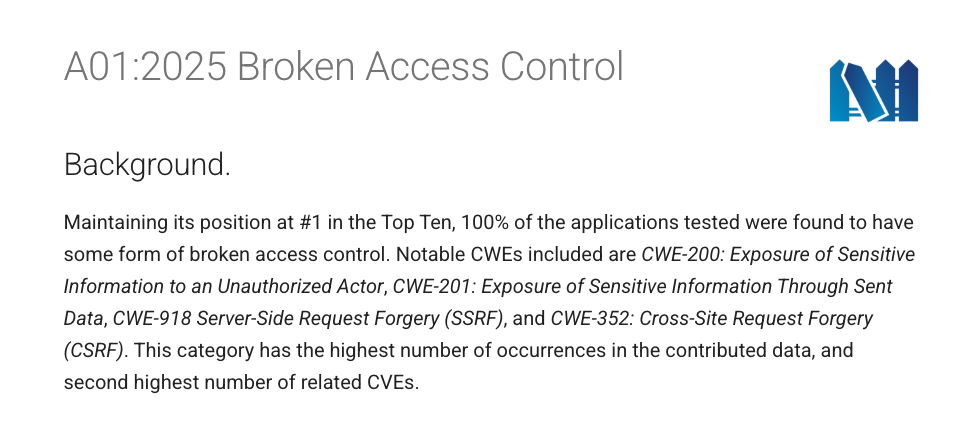 A01:2025 Broken Access Control
Background.
Maintaining its position at #1 in the Top Ten, 100% of the applications tested were found to have
some form of broken access control. Notable CWEs included are CWE-200: Exposure of Sensitive
Information to an Unauthorized Actor, CWE-201: Exposure of Sensitive Information Through Sent
Data, CWE-918 Server-Side Request Forgery (SSRF), and CWE-352: Cross-Site Request Forgery
(CSRF). This category has the highest number of occurrences in the contributed data, and
second highest number of related CVEs.